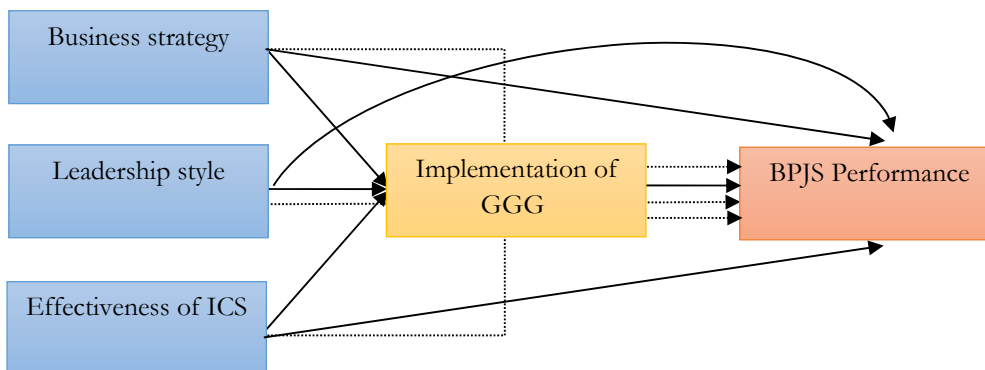 Business strategy
Leadership style
Implementation of
GGG
BPJS Performance
Effectiveness of ICS